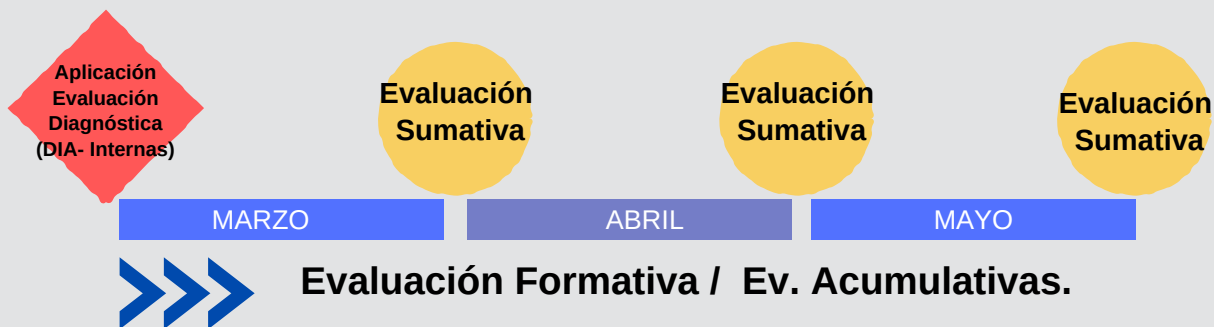 Aplicación
Evaluación
Diagnóstica
(DIA- Internas)
Evaluación
Sumativa
Evaluación
Sumativa
Evaluación
Sumativa
MARZO
ABRIL
MAYO
Evaluación Formativa /  Ev. Acumulativas.